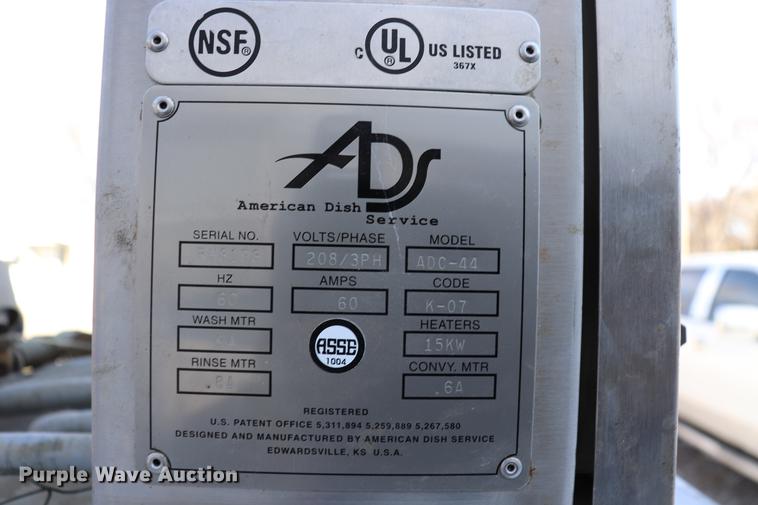 NSF®
C UL® US LISTED
367X
ADS
American Dish
Service
SERIAL NO. VOLTS/PHASE MODEL
208/3PH ADC-44
HZ AMPS CODE
60 60 K-07
WASH MTR HEATERS
ASSE
1004
15KW
RINSE MTR CONVY. MTR
.8A .6A
REGISTERED
U.S. PATENT OFFICE 5,311,894 5,259,889 5,267,580
DESIGNED AND MANUFACTURED BY AMERICAN DISH SERVICE
EDWARDSVILLE, KS U.S.A.
Purple Wave Auction